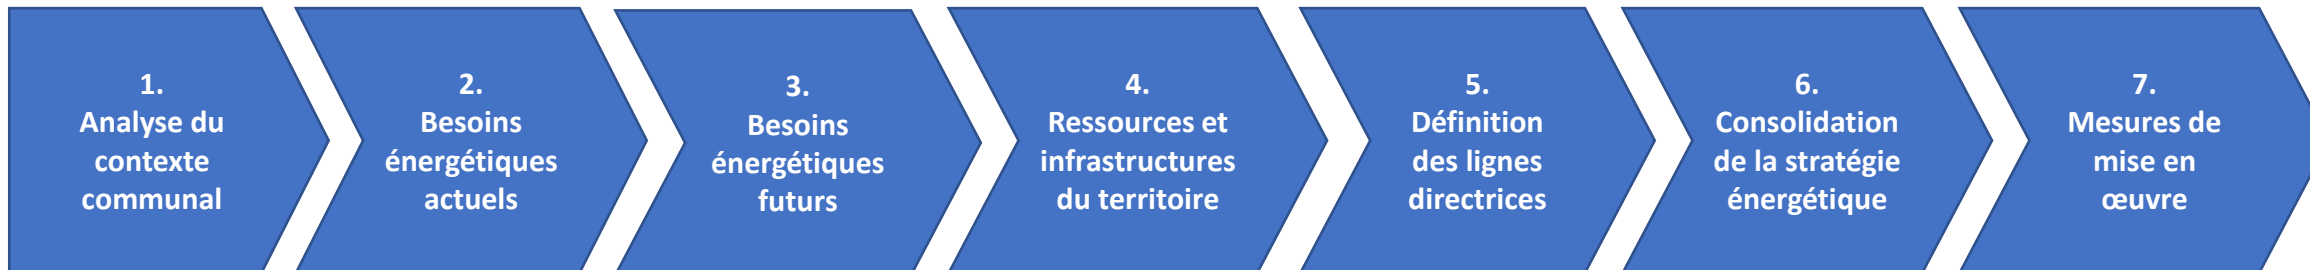 1.
Analyse du
contexte
communal
2.
Besoins
énergétiques
actuels
3.
Besoins
énergétiques
futurs
4.
Ressources et
infrastructures
du territoire
5.
Définition
des lignes
directrices
6.
Consolidation
de la stratégie
énergétique
7.
Mesures de
mise en
œuvre